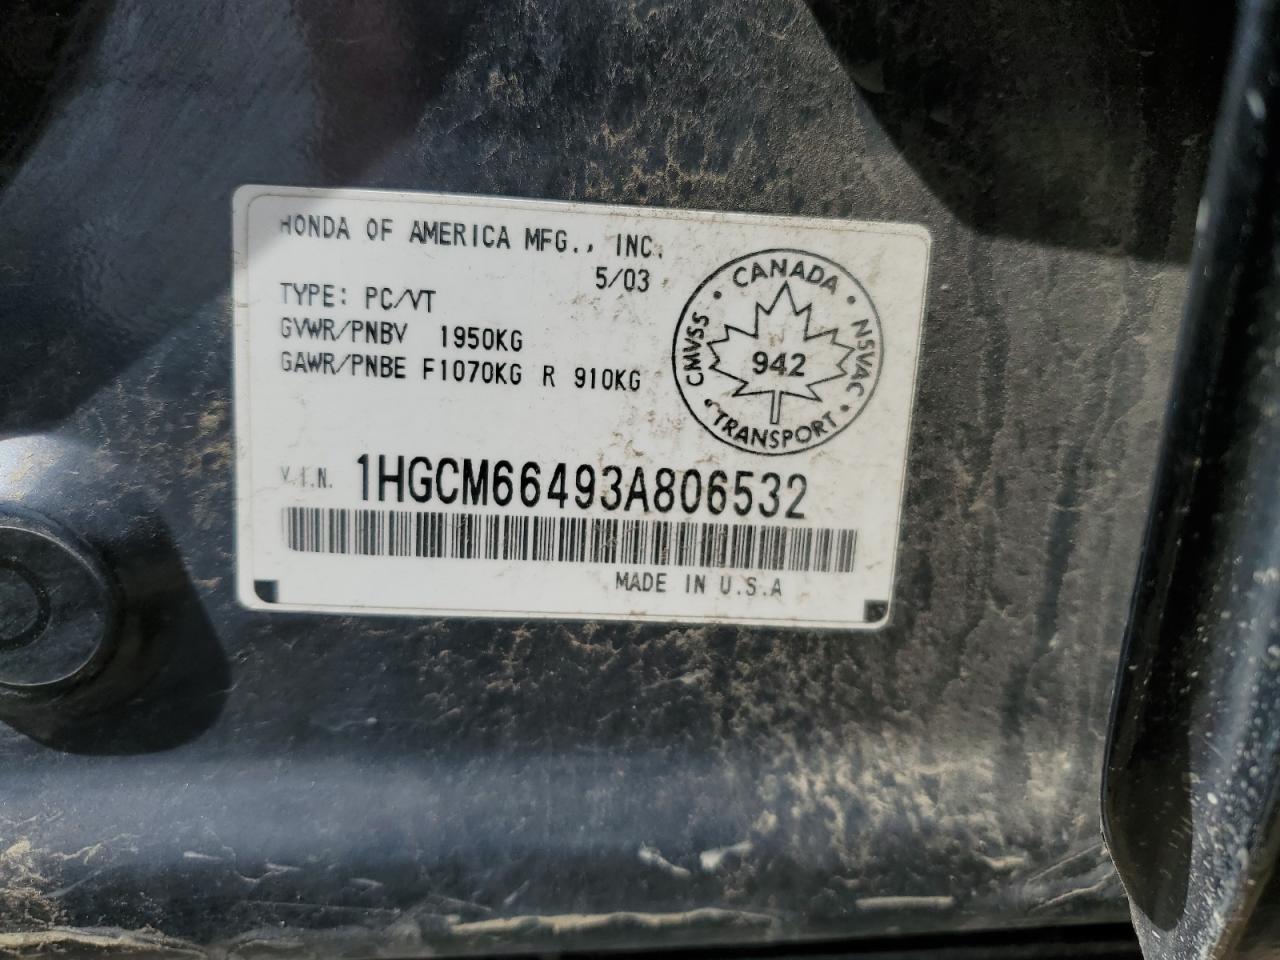 HONDA OF AMERICA MFG., INC.
5/03
TYPE: PC/VT
GVWR/PNBV 1950KG
GAWR/PNBE F1070KG R 910KG
CANADA
CMVSS
942
NSVAC
TRANSPORT
V.I.N. 1HGCM66493A806532
MADE IN U.S.A